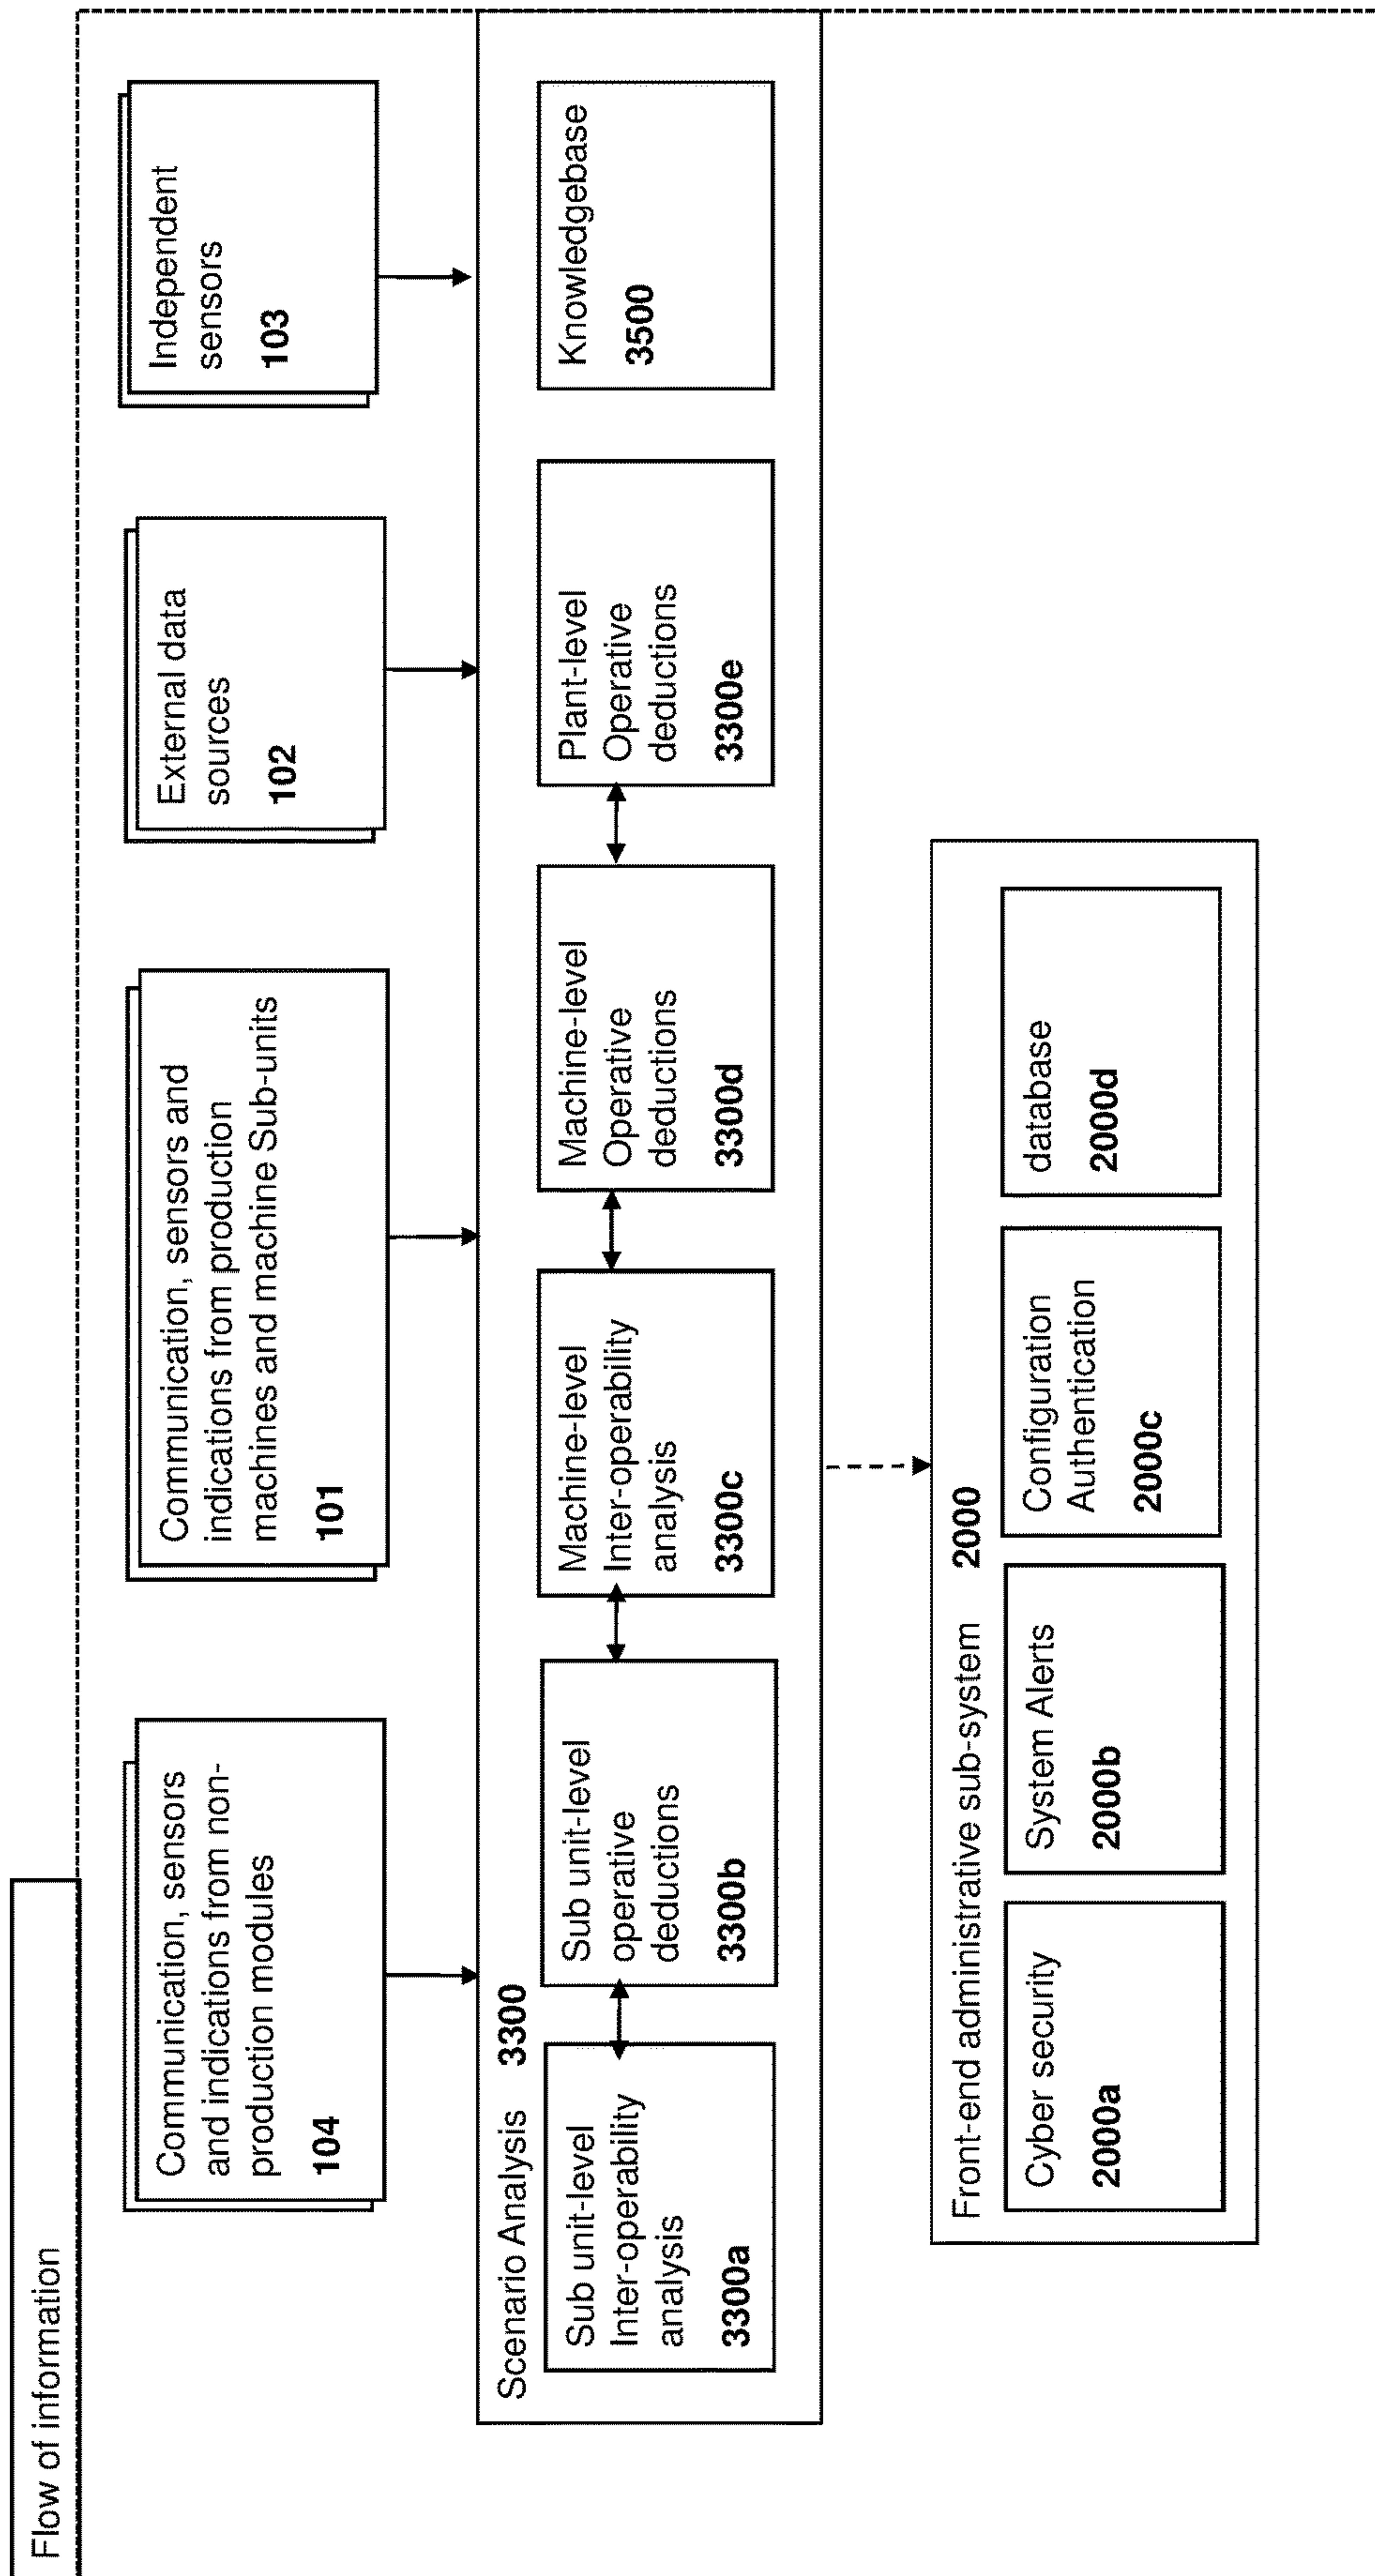 Flow of information
Communication, sensors
and indications from non-
production modules
104
Communication, sensors and
indications from production
machines and machine Sub-units
101
External data
sources
102
Independent
sensors
103
Scenario Analysis 3300
Sub unit-level
Inter-operability
analysis
3300a
Sub unit-level
operative
deductions
3300b
Machine-level
Inter-operability
analysis
3300c
Machine-level
Operative
deductions
3300d
Plant-level
Operative
deductions
3300e
Knowledgebase
3500
Front-end administrative sub-system 2000
Cyber security
2000a
System Alerts
2000b
Configuration
Authentication
2000c
database
2000d